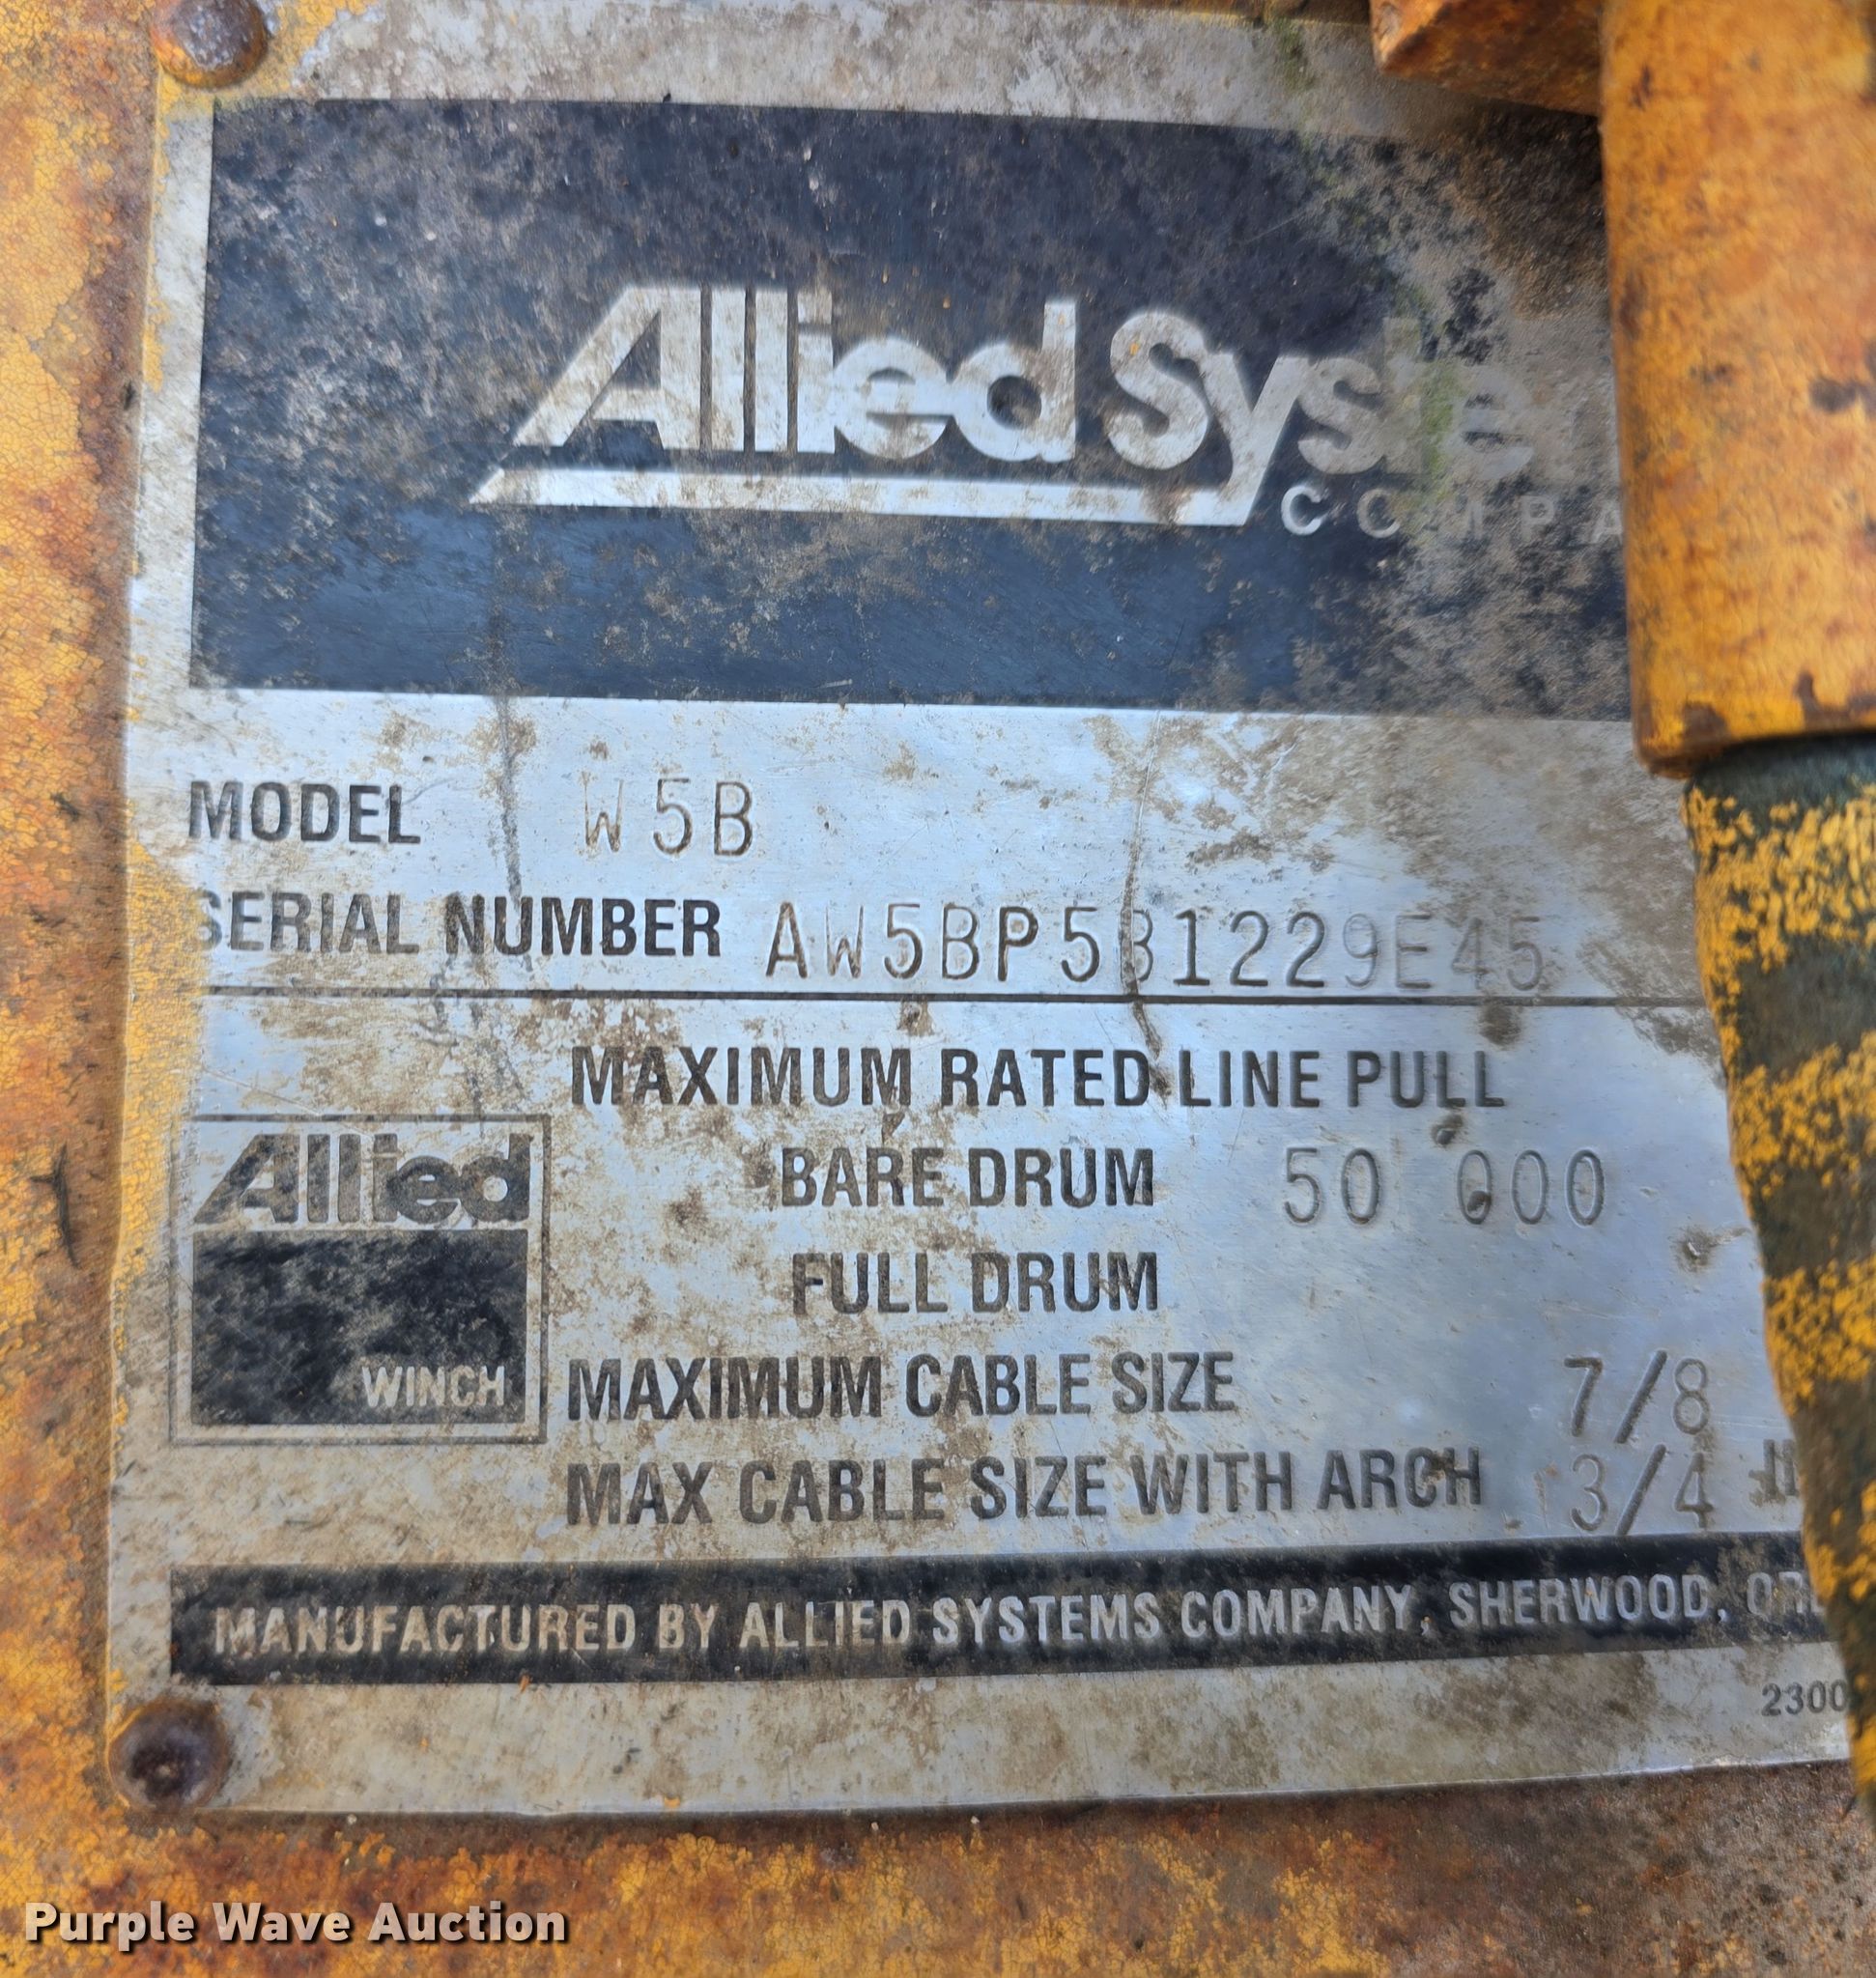 Allied Syste
COMPA
MODEL W5B
SERIAL NUMBER AW5BP5B1229E45
MAXIMUM RATED LINE PULL
BARE DRUM 50 000
FULL DRUM
Allied
WINCH
MAXIMUM CABLE SIZE 7/8
MAX CABLE SIZE WITH ARCH 3/4
MANUFACTURED BY ALLIED SYSTEMS COMPANY, SHERWOOD,
2300
Purple Wave Auction